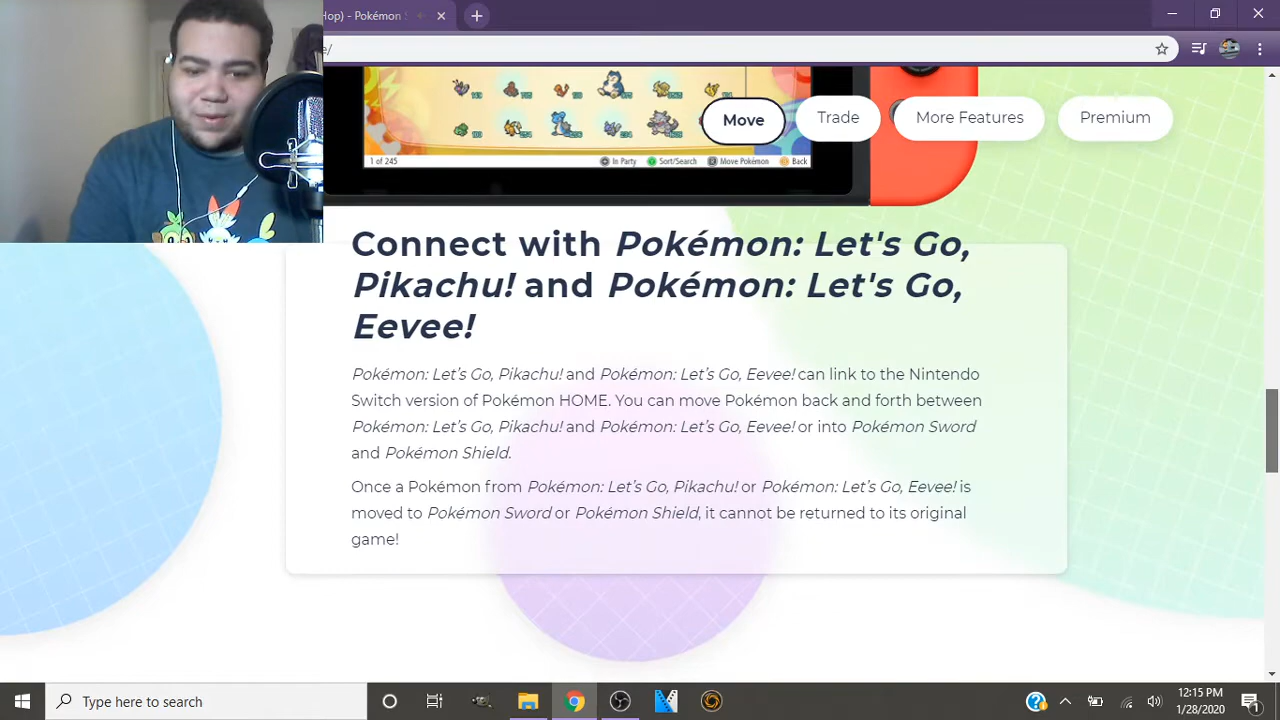 Hop) - Pokémon
e/
1 of 245 In Party Sort/Search Move Pokémon Back
Move Trade More Features Premium
Connect with Pokémon: Let's Go,
Pikachu! and Pokémon: Let's Go,
Eevee!
Pokémon: Let's Go, Pikachu! and Pokémon: Let's Go, Eevee! can link to the Nintendo
Switch version of Pokémon HOME. You can move Pokémon back and forth between
Pokémon: Let's Go, Pikachu! and Pokémon: Let's Go, Eevee! or into Pokémon Sword
and Pokémon Shield.
Once a Pokémon from Pokémon: Let's Go, Pikachu! or Pokémon: Let's Go, Eevee! is
moved to Pokémon Sword or Pokémon Shield, it cannot be returned to its original
game!
Type here to search
12:15 PM
1/28/2020